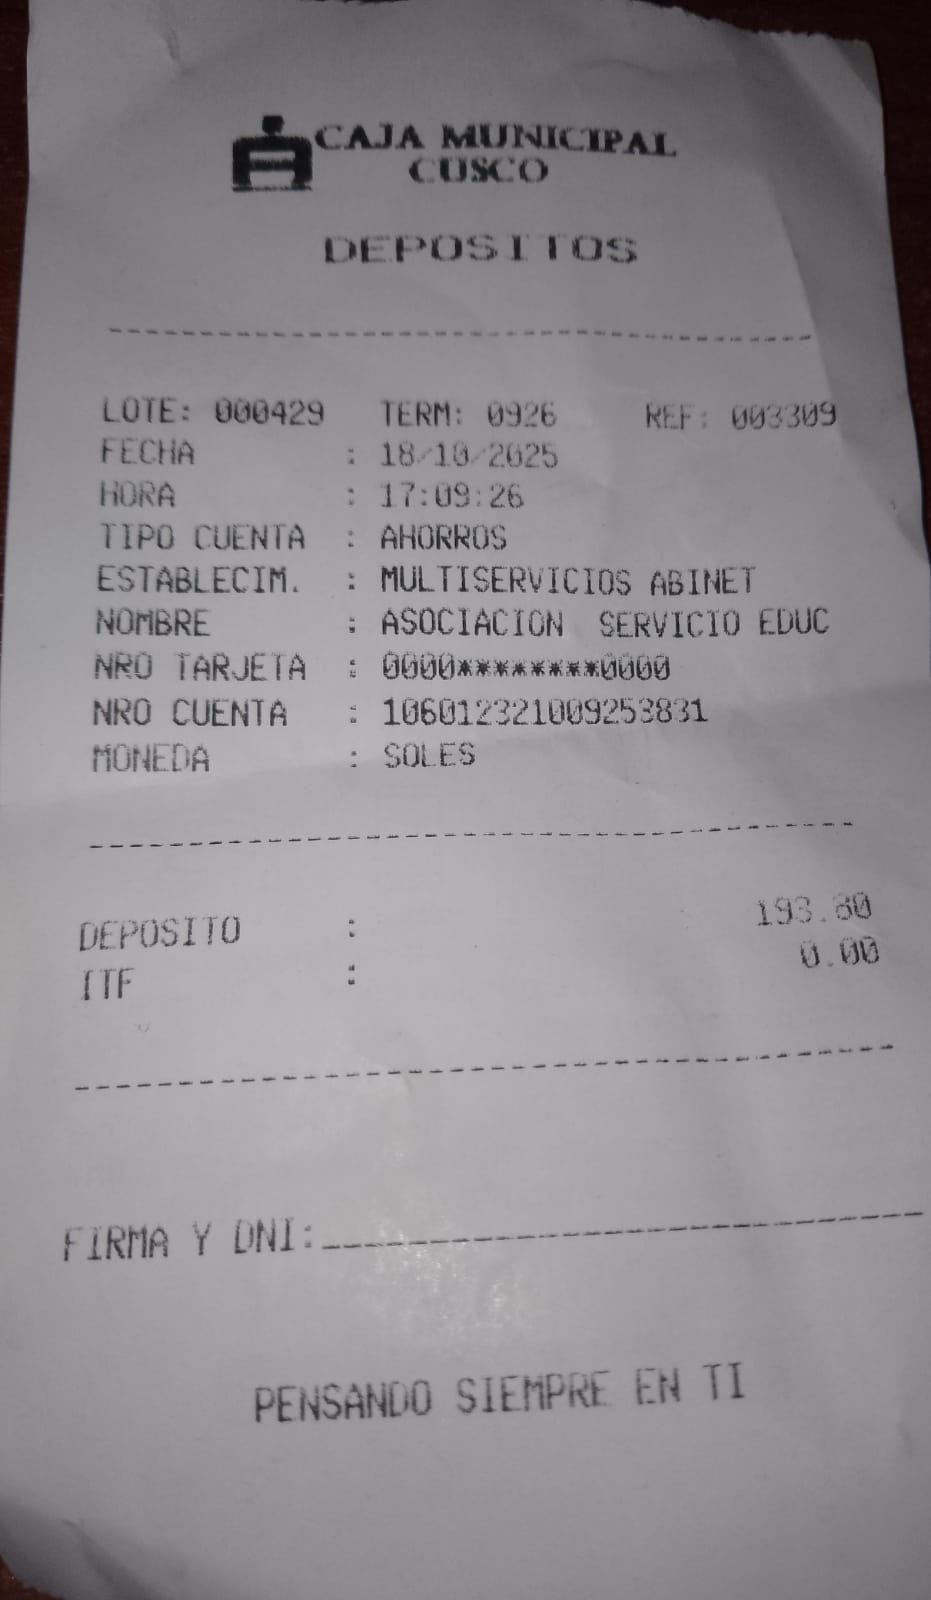 CAJA MUNICIPAL
CUSCO
DEPOSITOS
LOTE: 000429 TERM: 0926 REF: 003309
FECHA : 18/10/2025
HORA : 17:09:26
TIPO CUENTA : AHORROS
ESTABLECIM. : MULTISERVICIOS ABINET
NOMBRE : ASOCIACION SERVICIO EDUC
NRO TARJETA : 0000********0000
NRO CUENTA : 106012321009253831
MONEDA : SOLES
DEPOSITO : 193.80
ITF : 0.00
FIRMA Y DNI:
PENSANDO SIEMPRE EN TI